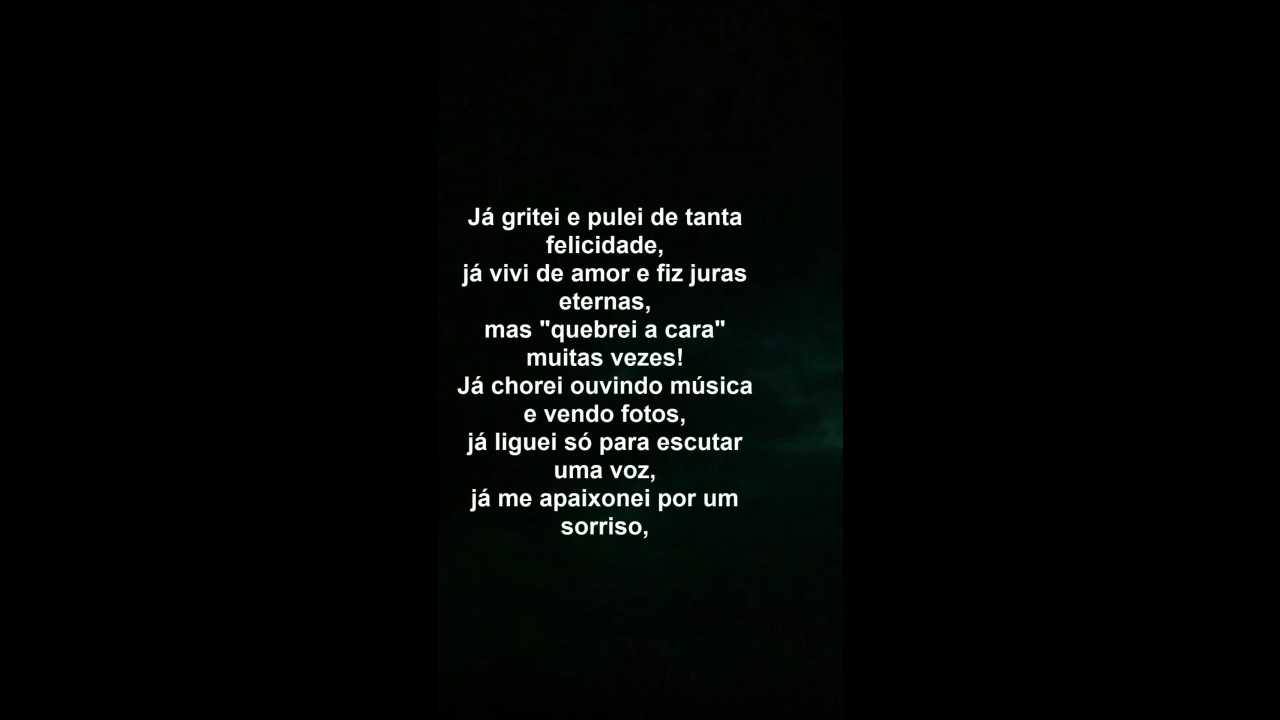 Já gritei e pulei de tanta
felicidade,
já vivi de amor e fiz juras
eternas,
mas "quebrei a cara"
muitas vezes!
Já chorei ouvindo música
e vendo fotos,
já liguei só para escutar
uma voz,
já me apaixonei por um
sorriso,